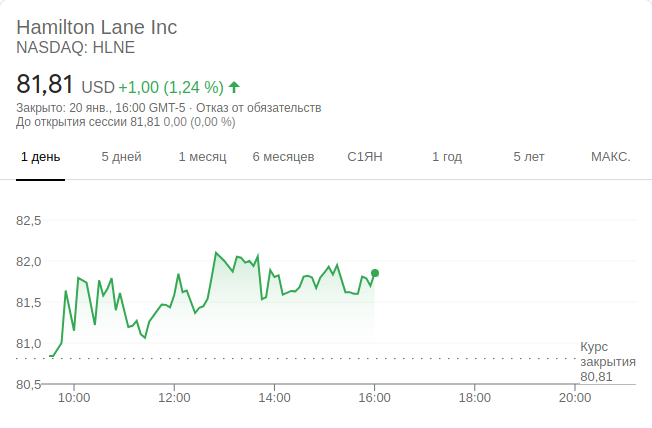 Hamilton Lane Inc
NASDAQ: HLNE
81,81 USD +1,00 (1,24 %)
Закрыто: 20 янв., 16:00 GMT-5 · Отказ от обязательств
До открытия сессии 81,81 0,00 (0,00 %)
1 день 5 дней 1 месяц 6 месяцев С1ЯН 1 год 5 лет МАКС.
82,5
82,0
81,5
81,0
Курс
закрытия
80,81
80,5
10:00 12:00 14:00 16:00 18:00 20:00